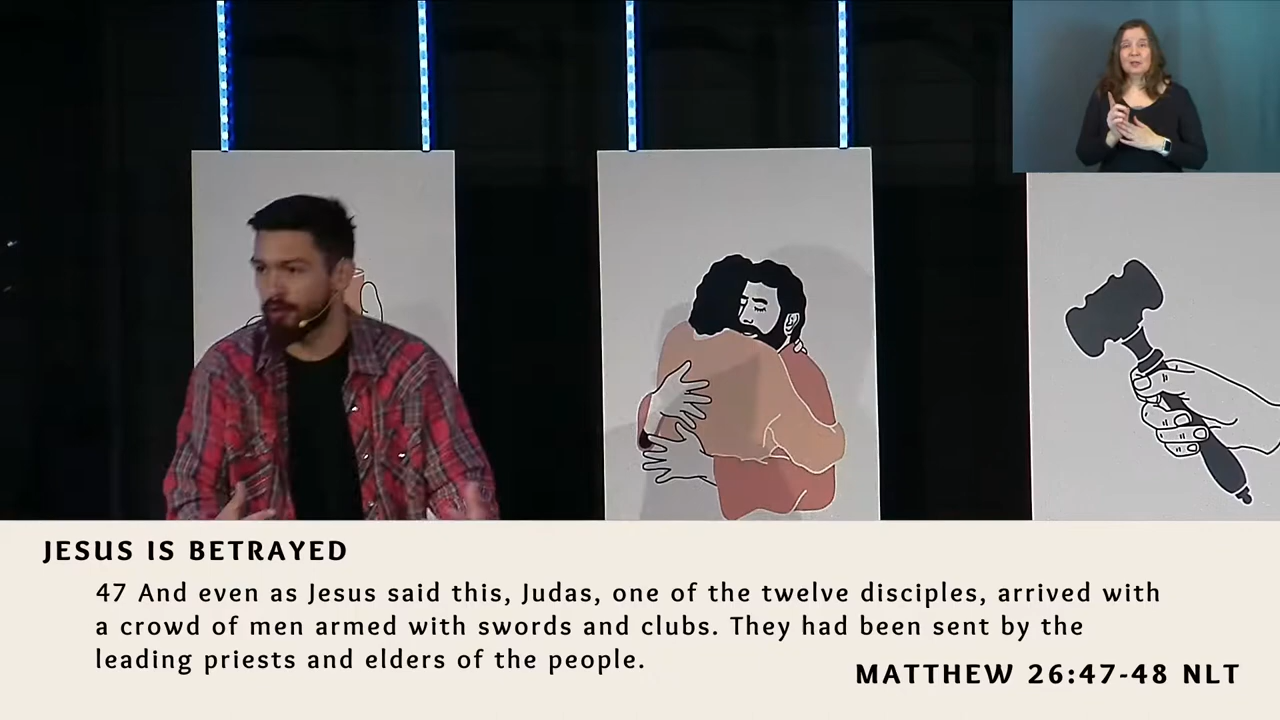 JESUS IS BETRAYED
47 And even as Jesus said this, Judas, one of the twelve disciples, arrived with
a crowd of men armed with swords and clubs. They had been sent by the
leading priests and elders of the people.
MATTHEW 26:47-48 NLT